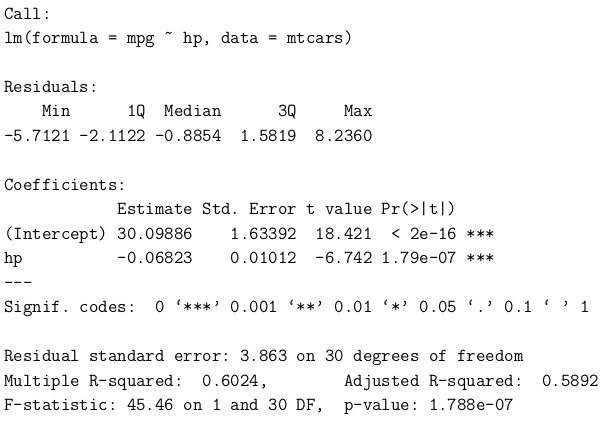 Call:
lm(formula = mpg ~ hp, data = mtcars)
Residuals:
    Min      1Q  Median      3Q     Max
-5.7121 -2.1122 -0.8854  1.5819  8.2360
Coefficients:
            Estimate Std. Error t value Pr(>|t|)
(Intercept) 30.09886    1.63392  18.421  < 2e-16 ***
hp          -0.06823    0.01012  -6.742 1.79e-07 ***
---
Signif. codes:  0 ‘***’ 0.001 ‘**’ 0.01 ‘*’ 0.05 ‘.’ 0.1 ‘ ’ 1
Residual standard error: 3.863 on 30 degrees of freedom
Multiple R-squared:  0.6024,        Adjusted R-squared:  0.5892
F-statistic: 45.46 on 1 and 30 DF,  p-value: 1.788e-07